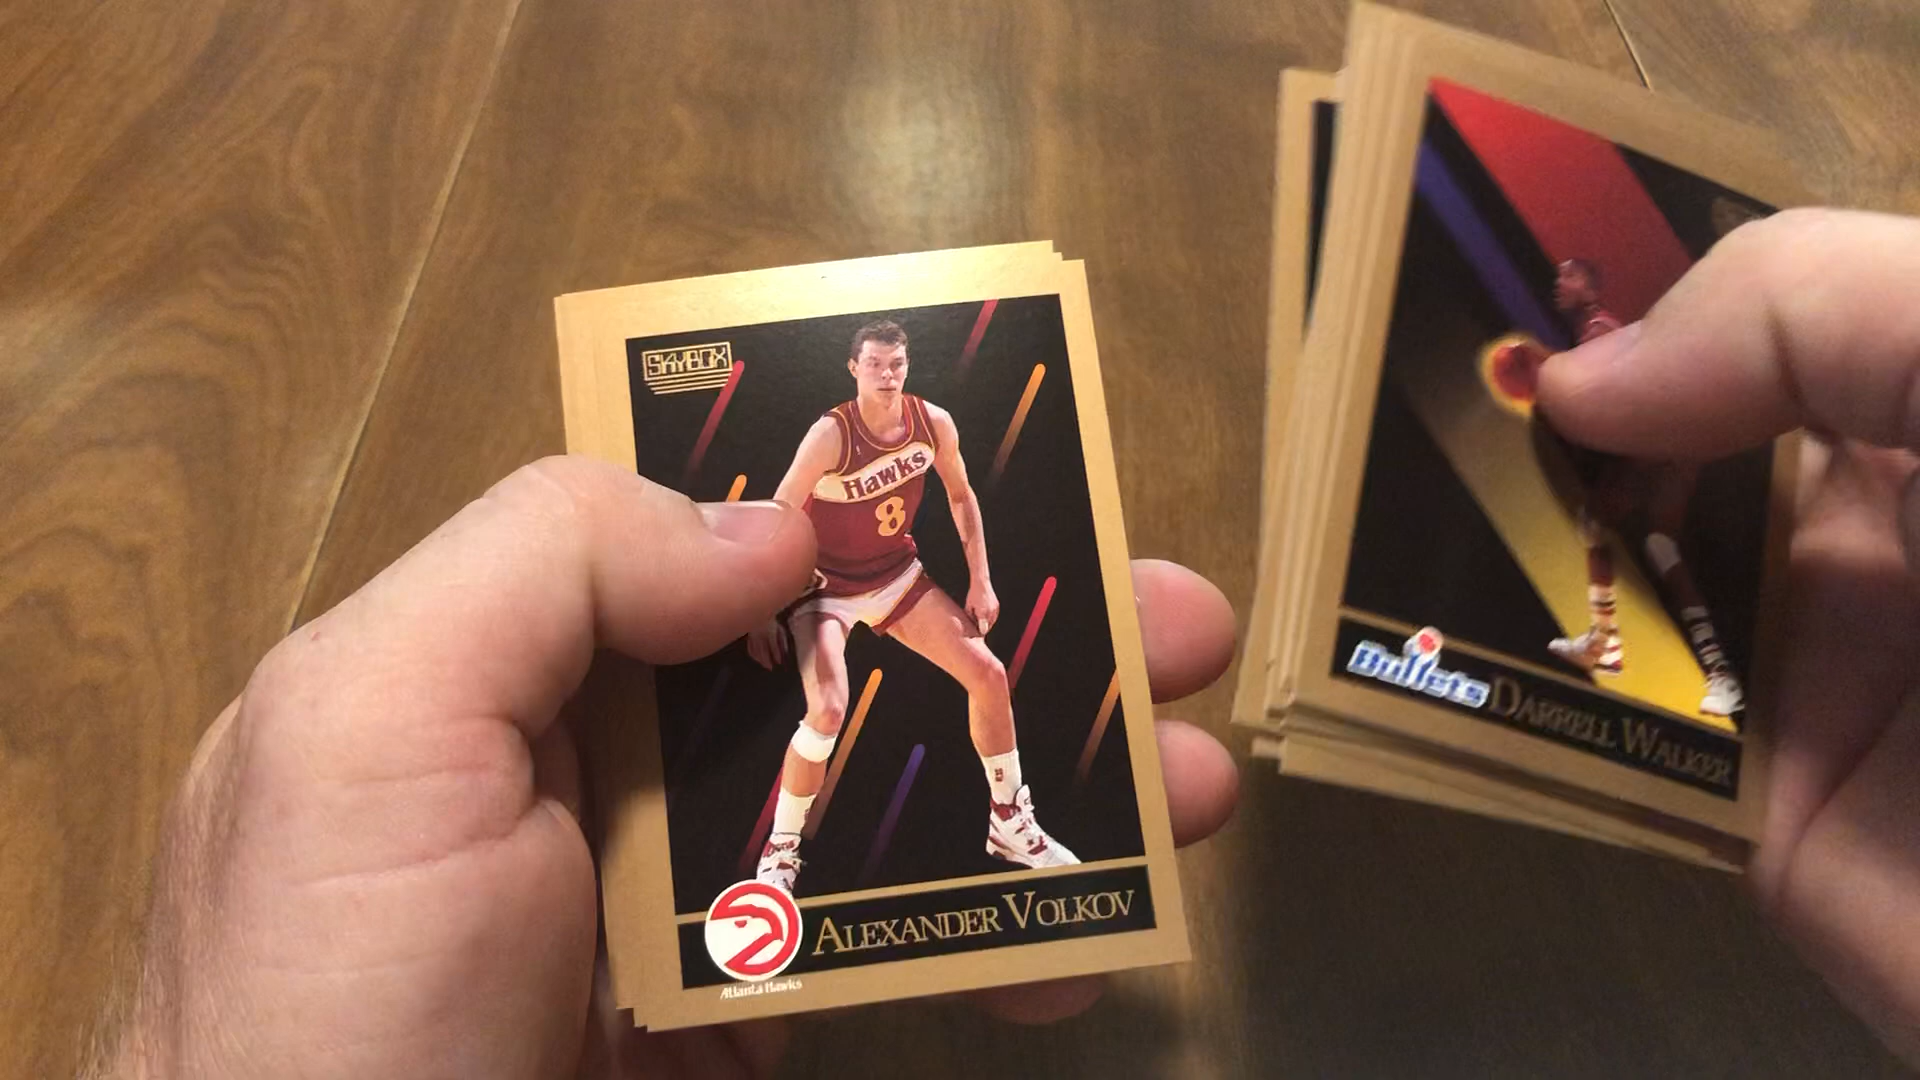 SKYBOX
Hawks
8
Alexander Volkov
Atlanta Hawks
Bullets
Darrell Walker